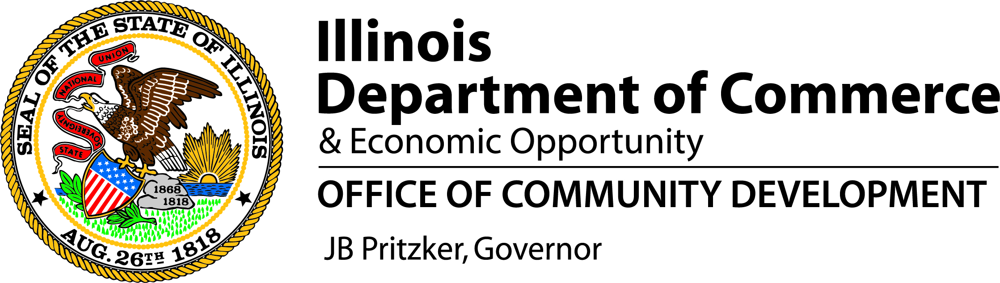 SEAL OF THE STATE OF ILLINOIS
UNION
NATIONAL
SOVEREIGNTY
STATE
1868
1818
AUG. 26TH 1818
Illinois
Department of Commerce
& Economic Opportunity
OFFICE OF COMMUNITY DEVELOPMENT
JB Pritzker, Governor